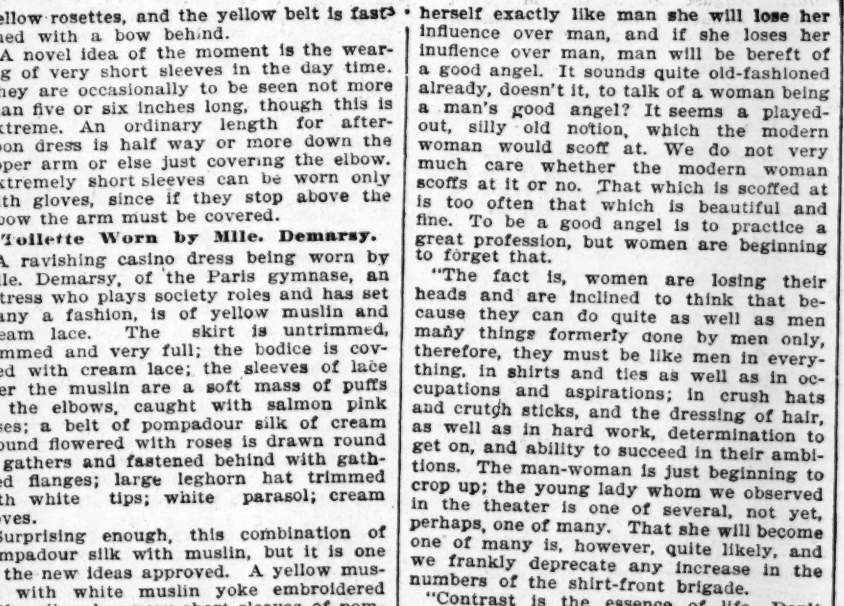 ellow rosettes, and the yellow belt is fast-
ned with a bow behind.
A novel idea of the moment is the wear-
g of very short sleeves in the day time.
hey are occasionally to be seen not more
an five or six inches long, though this is
xtreme. An ordinary length for after-
oon dress is half way or more down the
pper arm or else just covering the elbow.
xtremely short sleeves can be worn only
th gloves, since if they stop above the
bow the arm must be covered.
Toilette Worn by Mlle. Demarsy.
A ravishing casino dress being worn by
lle. Demarsy, of the Paris gymnase, an
tress who plays society roles and has set
any a fashion, is of yellow muslin and
eam lace. The skirt is untrimmed,
mmed and very full; the bodice is cov-
ed with cream lace; the sleeves of lace
er the muslin are a soft mass of puffs
the elbows, caught with salmon pink
ses; a belt of pompadour silk of cream
ound flowered with roses is drawn round
gathers and fastened behind with gath-
ed flanges; large leghorn hat trimmed
th white tips; white parasol; cream
oves.
Surprising enough, this combination of
mpadour silk with muslin, but it is one
the new ideas approved. A yellow mus-
with white muslin yoke embroidered
very short sleeves of pom-
herself exactly like man she will lose her
influence over man, and if she loses her
inuflence over man, man will be bereft of
a good angel. It sounds quite old-fashioned
already, doesn't it, to talk of a woman being
a man's good angel? It seems a played-
out, silly old notion, which the modern
woman would scoff at. We do not very
much care whether the modern woman
scoffs at it or no. That which is scoffed at
is too often that which is beautiful and
fine. To be a good angel is to practice a
great profession, but women are beginning
to forget that.
"The fact is, women are losing their
heads and are inclined to think that be-
cause they can do quite as well as men
many things formerly done by men only,
therefore, they must be like men in every-
thing, in shirts and ties as well as in oc-
cupations and aspirations; in crush hats
and crutch sticks, and the dressing of hair,
as well as in hard work, determination to
get on, and ability to succeed in their ambi-
tions. The man-woman is just beginning to
crop up; the young lady whom we observed
in the theater is one of several, not yet,
perhaps, one of many. That she will become
one of many is, however, quite likely, and
we frankly deprecate any increase in the
numbers of the shirt-front brigade.
"Contrast is the essence of life. Don't